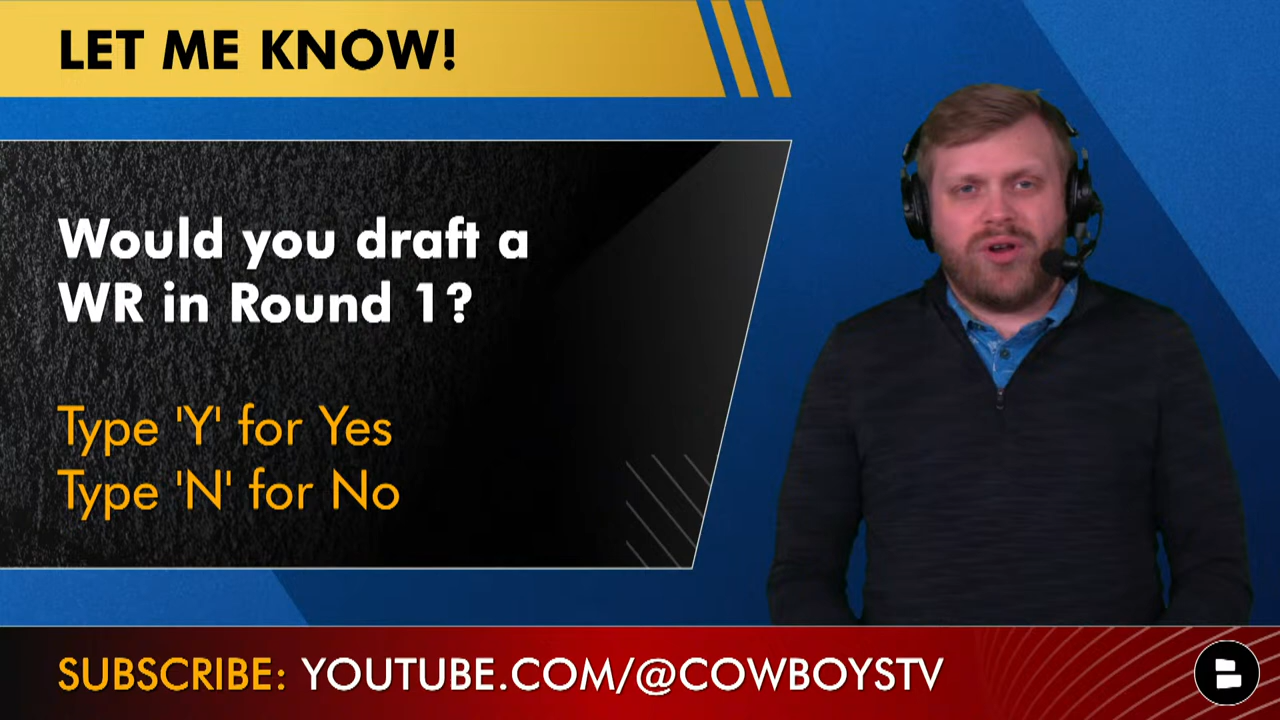 LET ME KNOW!
Would you draft a
WR in Round 1?
Type 'Y' for Yes
Type 'N' for No
SUBSCRIBE: YOUTUBE.COM/@COWBOYSTV